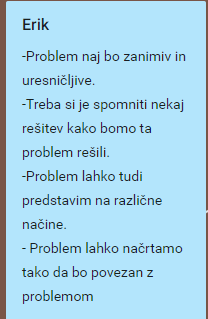 Erik
-Problem naj bo zanimiv in
uresničljive.
-Treba si je spomniti nekaj
rešitev kako bomo ta
problem rešili.
-Problem lahko tudi
predstavim na različne
načine.
- Problem lahko načrtamo
tako da bo povezan z
problemom